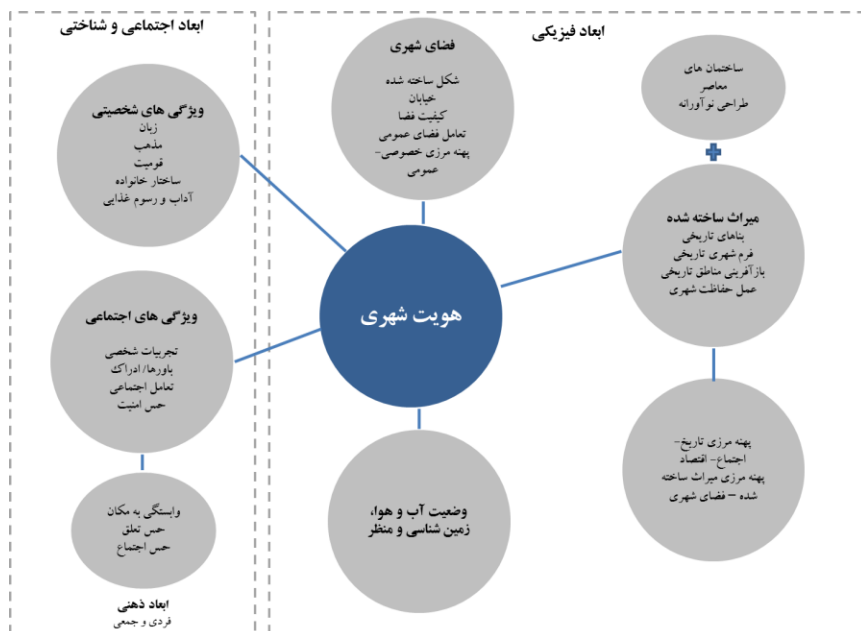 ابعاد فیزیکی
ساختمان های
معاصر
طراحی نوآورانه
میراث ساخته شده
بناهای تاریخی
فرم شهری تاریخی
بازآفرینی مناطق تاریخی
عمل حفاظت شهری
پهنه مرزی تاریخ-
اجتماع- اقتصاد
پهنه مرزی میراث ساخته
شده – فضای شهری
فضای شهری
شکل ساخته شده
خیابان
کیفیت فضا
تعامل فضای عمومی
پهنه مرزی خصوصی-
عمومی
هویت شهری
وضعیت آب و هوا،
زمین شناسی و منظر
ابعاد اجتماعی و شناختی
ویژگی های شخصیتی
زبان
مذهب
قومیت
ساختار خانواده
آداب و رسوم غذایی
ویژگی های اجتماعی
تجربیات شخصی
باورها/ ادراک
تعامل اجتماعی
حس امنیت
وابستگی به مکان
حس تعلق
حس اجتماع
ابعاد ذهنی
فردی و جمعی